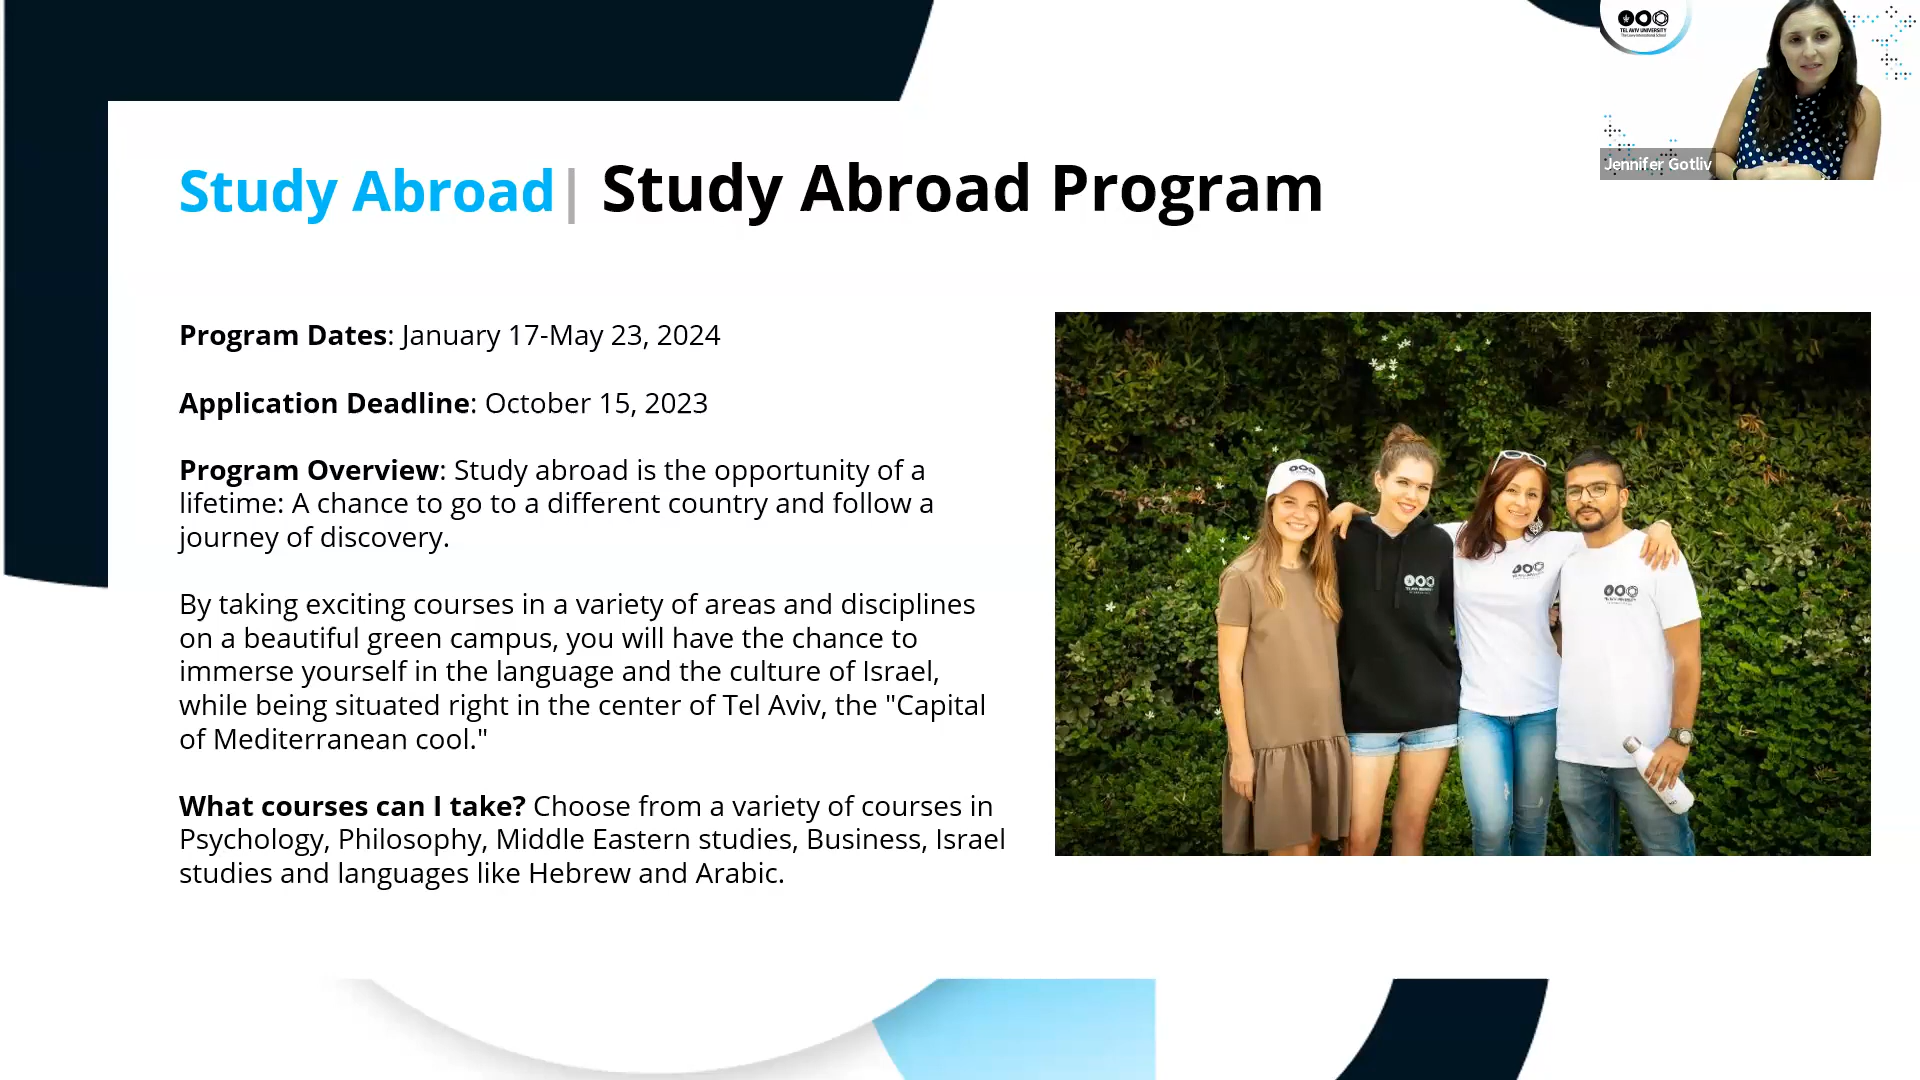 TEL AVIV UNIVERSITY
Jennifer Gotliv
Study Abroad| Study Abroad Program
Program Dates: January 17-May 23, 2024
Application Deadline: October 15, 2023
Program Overview: Study abroad is the opportunity of a
lifetime: A chance to go to a different country and follow a
journey of discovery.
By taking exciting courses in a variety of areas and disciplines
on a beautiful green campus, you will have the chance to
immerse yourself in the language and the culture of Israel,
while being situated right in the center of Tel Aviv, the "Capital
of Mediterranean cool."
What courses can I take? Choose from a variety of courses in
Psychology, Philosophy, Middle Eastern studies, Business, Israel
studies and languages like Hebrew and Arabic.